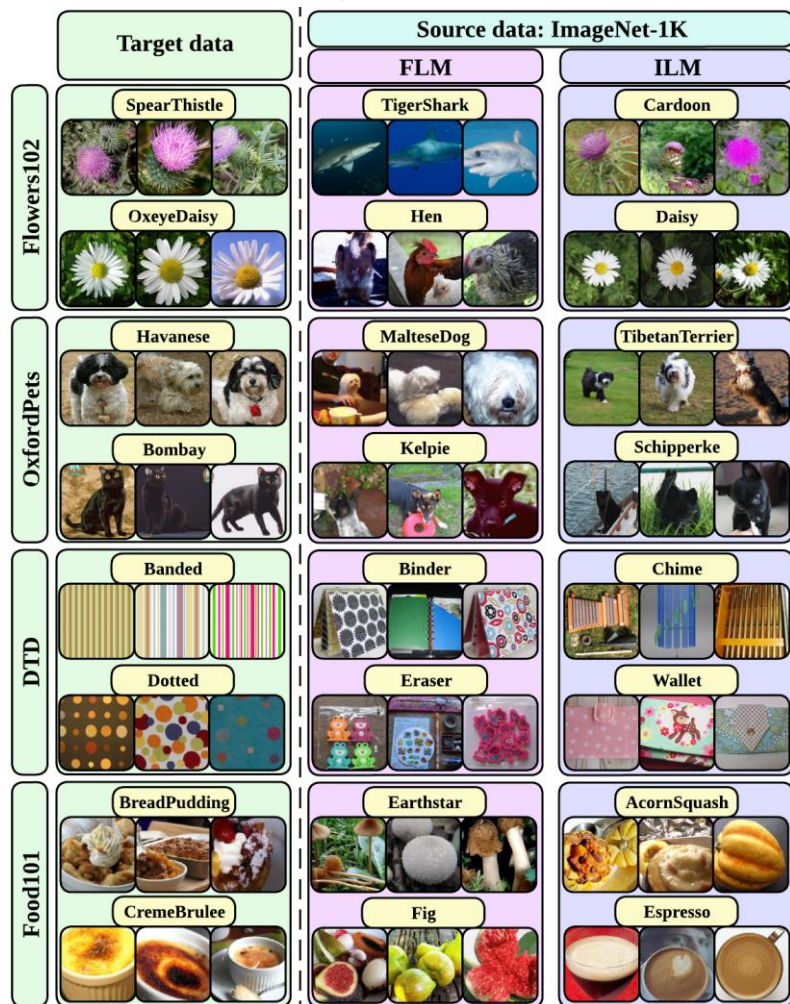 Target data
Source data: ImageNet-1K
FLM
ILM
Flowers102
SpearThistle
TigerShark
Cardoon
OxeyeDaisy
Hen
Daisy
OxfordPets
Havanese
MalteseDog
TibetanTerrier
Bombay
Kelpie
Schipperke
DTD
Banded
Binder
Chime
Dotted
Eraser
Wallet
Food101
BreadPudding
Earthstar
AcornSquash
CremeBrulee
Fig
Espresso